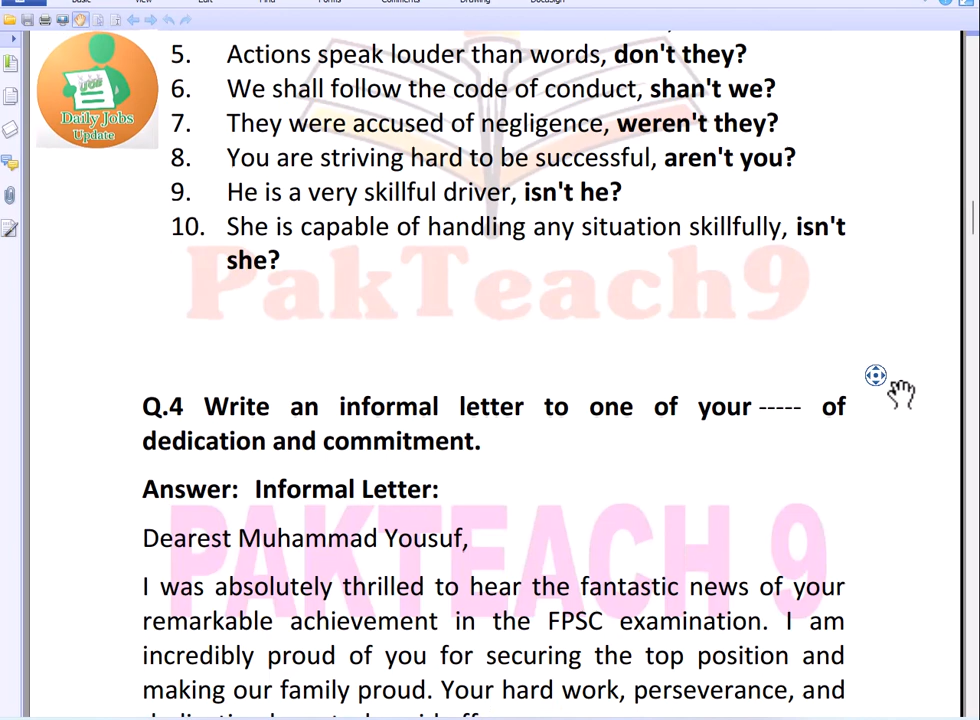 5. Actions speak louder than words, don't they?
6. We shall follow the code of conduct, shan't we?
7. They were accused of negligence, weren't they?
8. You are striving hard to be successful, aren't you?
9. He is a very skillful driver, isn't he?
10. She is capable of handling any situation skillfully, isn't
she?
JOB
Daily Jobs
Update
PakTeach9
Q.4 Write an informal letter to one of your ----- of
dedication and commitment.
Answer: Informal Letter:
PAKTEACH 9
Dearest Muhammad Yousuf,
I was absolutely thrilled to hear the fantastic news of your
remarkable achievement in the FPSC examination. I am
incredibly proud of you for securing the top position and
making our family proud. Your hard work, perseverance, and